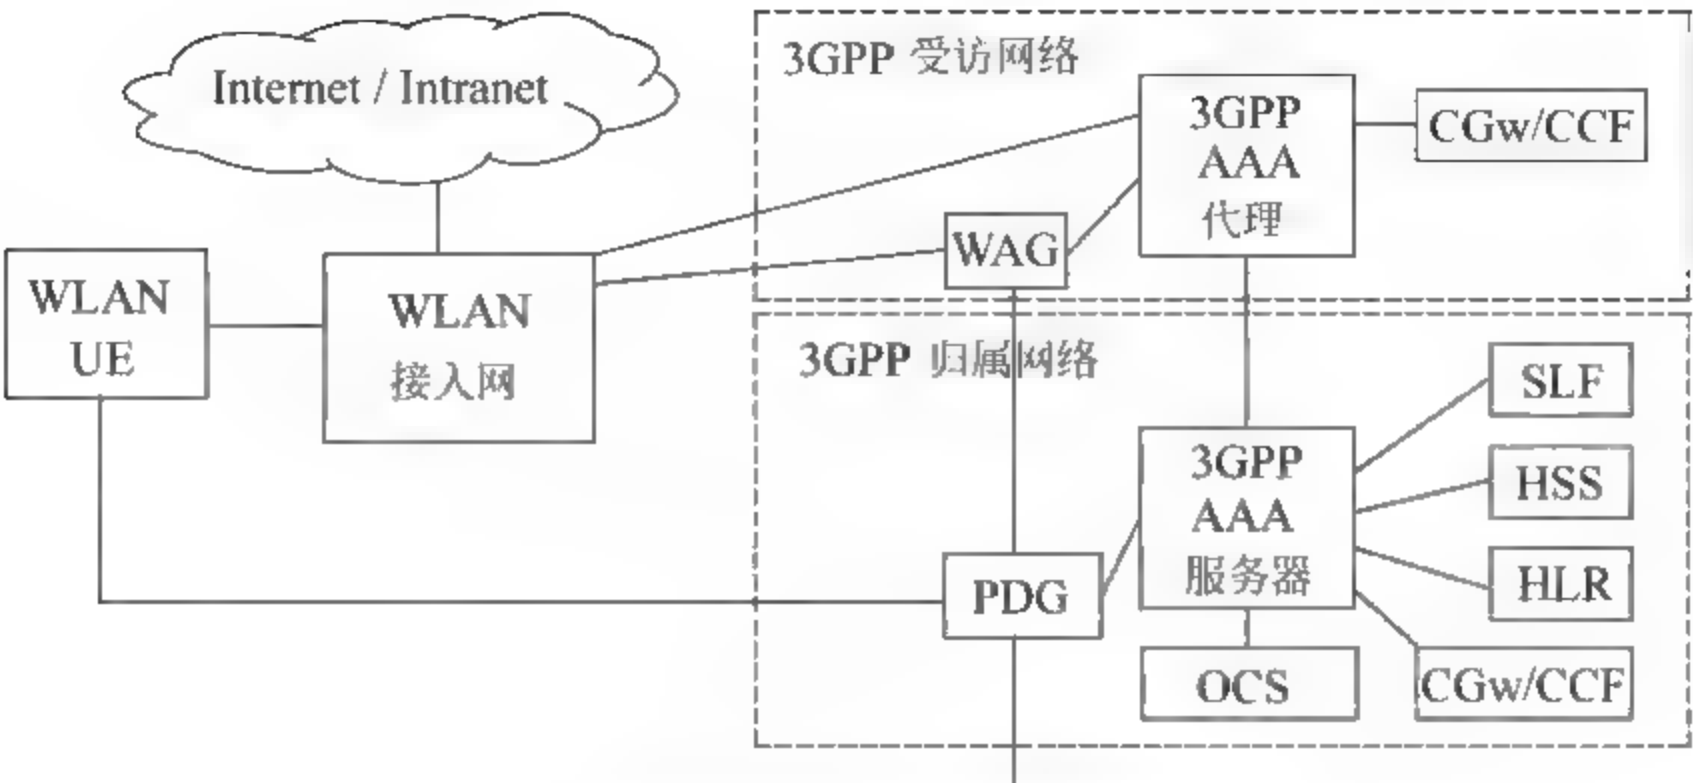 Internet / Intranet
3GPP 受访网络
3GPP
AAA
代理
CGw/CCF
WAG
WLAN
UE
WLAN
接入网
3GPP 归属网络
SLF
3GPP
AAA
服务器
HSS
HLR
PDG
OCS
CGw/CCF